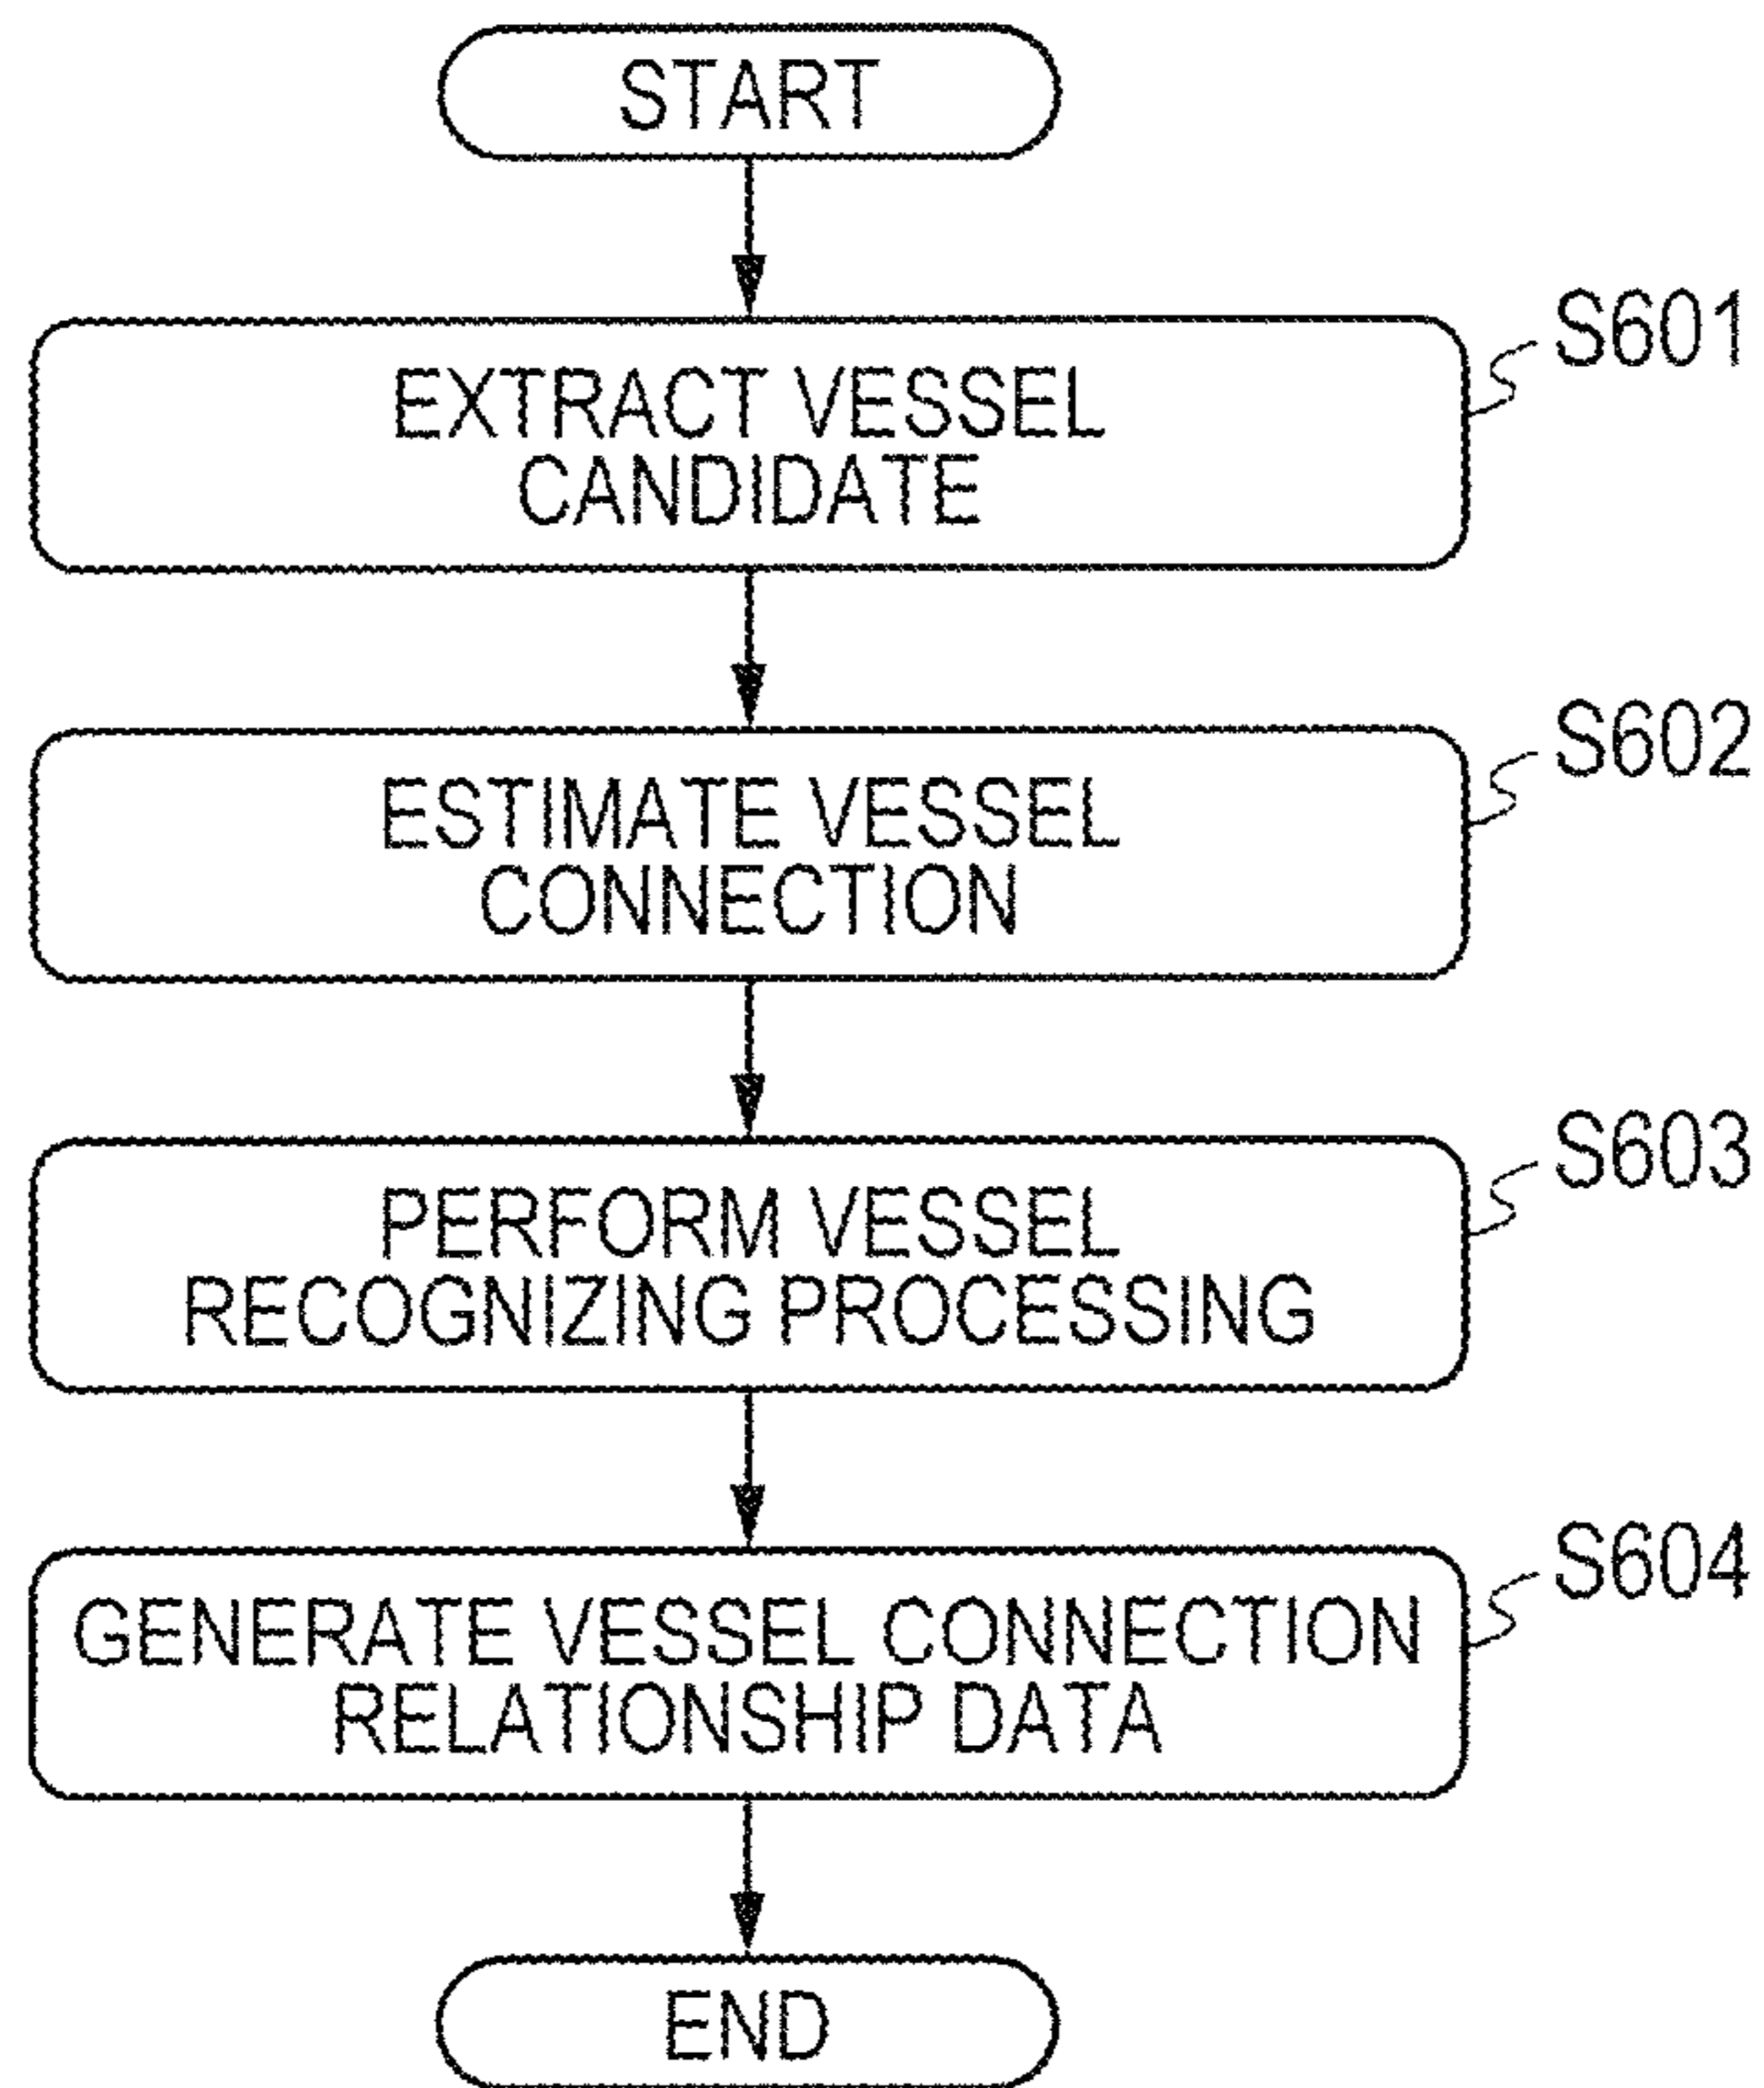 START
S601
EXTRACT VESSEL
CANDIDATE
S602
ESTIMATE VESSEL
CONNECTION
S603
PERFORM VESSEL
RECOGNIZING PROCESSING
S604
GENERATE VESSEL CONNECTION
RELATIONSHIP DATA
END